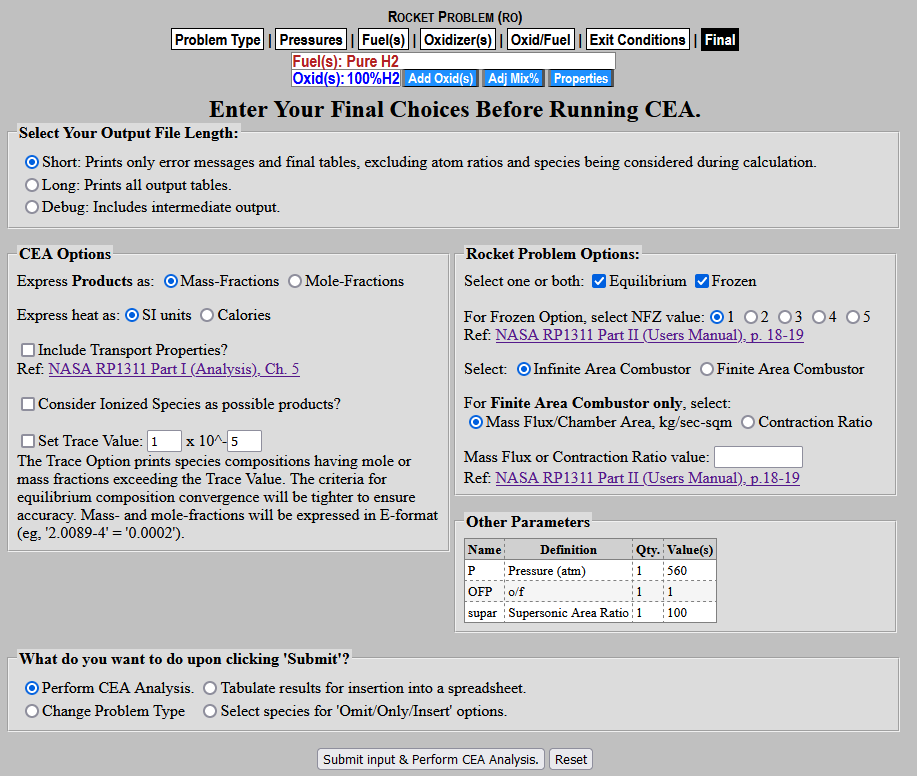 ROCKET PROBLEM (RO)
Problem Type | Pressures | Fuel(s) | Oxidizer(s) | Oxid/Fuel | Exit Conditions | Final
Fuel(s): Pure H2
Oxid(s): 100%H2 Add Oxid(s) Adj Mix% Properties
Enter Your Final Choices Before Running CEA.
Select Your Output File Length:
Short: Prints only error messages and final tables, excluding atom ratios and species being considered during calculation.
Long: Prints all output tables.
Debug: Includes intermediate output.
CEA Options
Express Products as: Mass-Fractions Mole-Fractions
Express heat as: SI units Calories
Include Transport Properties?
Ref: NASA RP1311 Part I (Analysis), Ch. 5
Consider Ionized Species as possible products?
Set Trace Value: 1 x 10^- 5
The Trace Option prints species compositions having mole or
mass fractions exceeding the Trace Value. The criteria for
equilibrium composition convergence will be tighter to ensure
accuracy. Mass- and mole-fractions will be expressed in E-format
(eg, '2.0089-4' = '0.0002').
Rocket Problem Options:
Select one or both: Equilibrium Frozen
For Frozen Option, select NFZ value: 1 2 3 4 5
Ref: NASA RP1311 Part II (Users Manual), p. 18-19
Select: Infinite Area Combustor Finite Area Combustor
For Finite Area Combustor only, select:
Mass Flux/Chamber Area, kg/sec-sqm Contraction Ratio
Mass Flux or Contraction Ratio value:
Ref: NASA RP1311 Part II (Users Manual), p.18-19
Other Parameters
Name Definition Qty. Value(s)
P Pressure (atm) 1 560
OFP o/f 1 1
supar Supersonic Area Ratio 1 100
What do you want to do upon clicking 'Submit'?
Perform CEA Analysis. Tabulate results for insertion into a spreadsheet.
Change Problem Type Select species for 'Omit/Only/Insert' options.
Submit input & Perform CEA Analysis. Reset